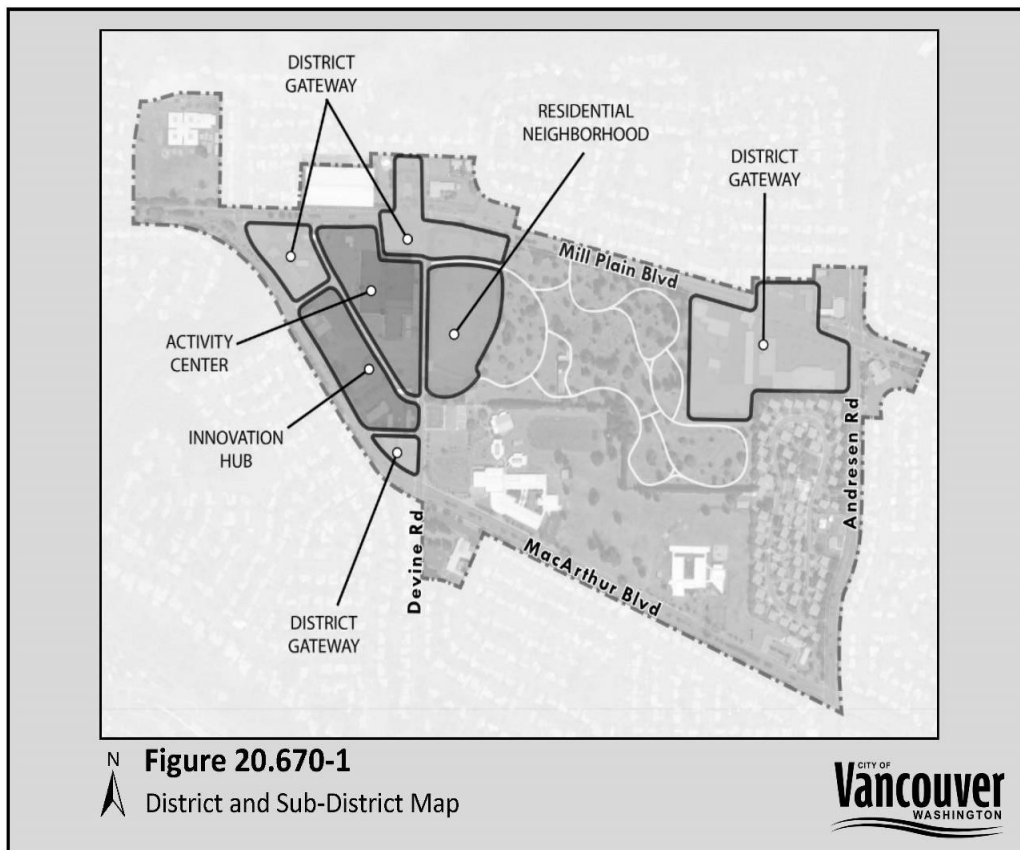 DISTRICT
GATEWAY
RESIDENTIAL
NEIGHBORHOOD
DISTRICT
GATEWAY
Mill Plain Blvd
ACTIVITY
CENTER
INNOVATION
HUB
Andresen Rd
Devine Rd
MacArthur Blvd
DISTRICT
GATEWAY
N
Figure 20.670-1
District and Sub-District Map
CITY OF
Vancouver
WASHINGTON